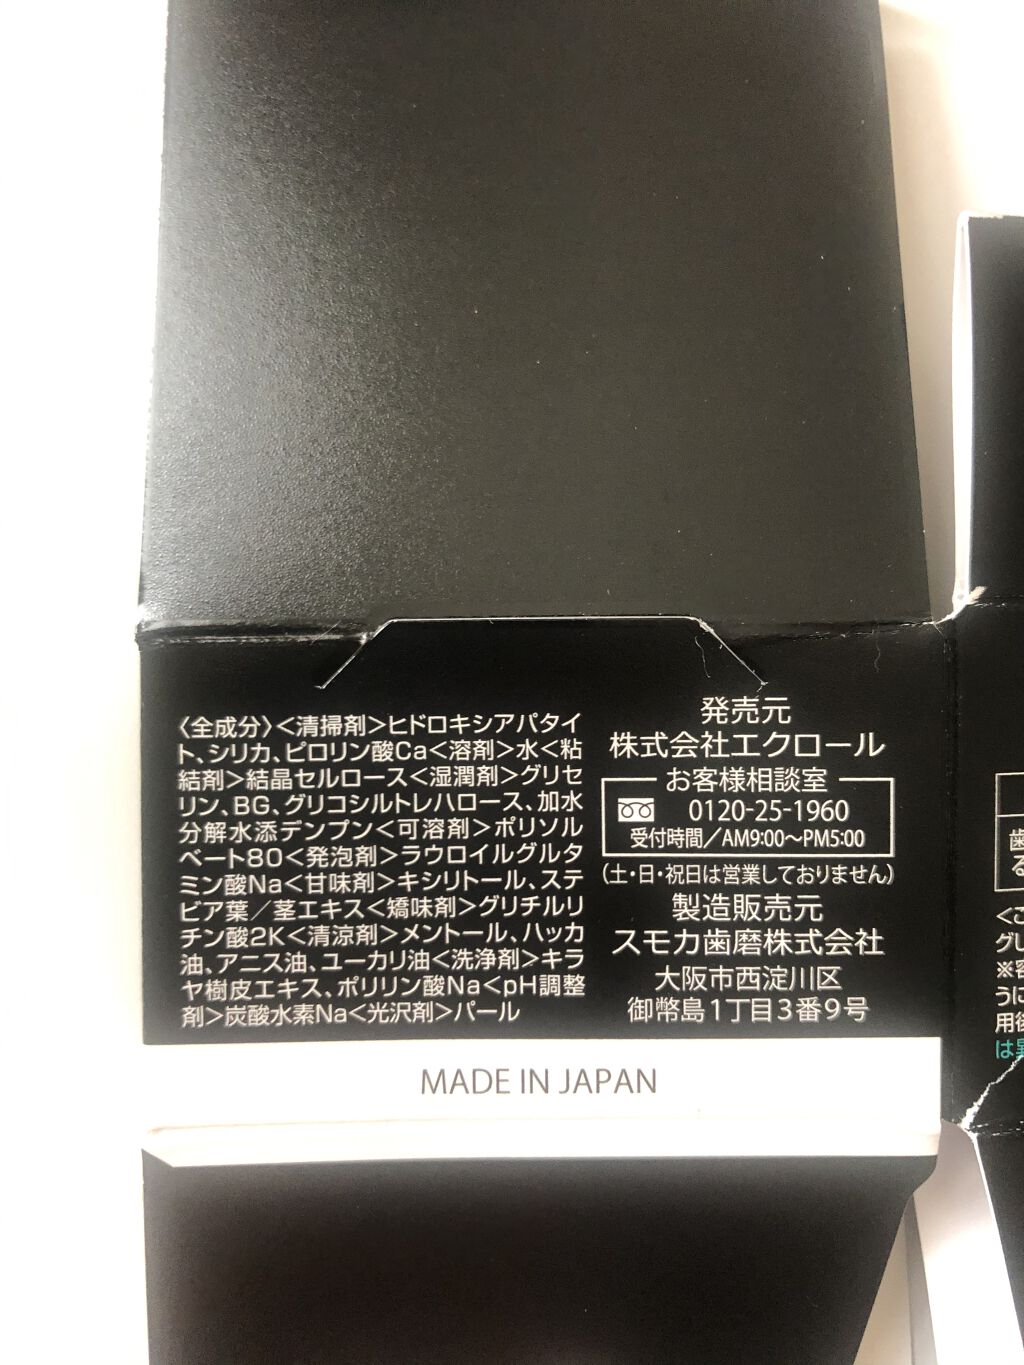 〈全成分〉<清掃剤>ヒドロキシアパタイ
ト、シリカ、ピロリン酸Ca<溶剤>水<粘
結剤>結晶セルロース<湿潤剤>グリセ
リン、BG、グリコシルトレハロース、加水
分解水添デンプン<可溶剤>ポリソル
ベート80<発泡剤>ラウロイルグルタ
ミン酸Na<甘味剤>キシリトール、ステ
ビア葉／茎エキス<矯味剤>グリチルリ
チン酸2K<清涼剤>メントール、ハッカ
油、アニス油、ユーカリ油<洗浄剤>キラ
ヤ樹皮エキス、ポリリン酸Na<pH調整
剤>炭酸水素Na<光沢剤>パール
発売元
株式会社エクロール
お客様相談室
0120-25-1960
受付時間／AM9:00〜PM5:00
(土・日・祝日は営業しておりません)
製造販売元
スモカ歯磨株式会社
大阪市西淀川区
御幣島1丁目3番9号
MADE IN JAPAN
歯
る
<こ
グレ
※容
うに
用後
は異